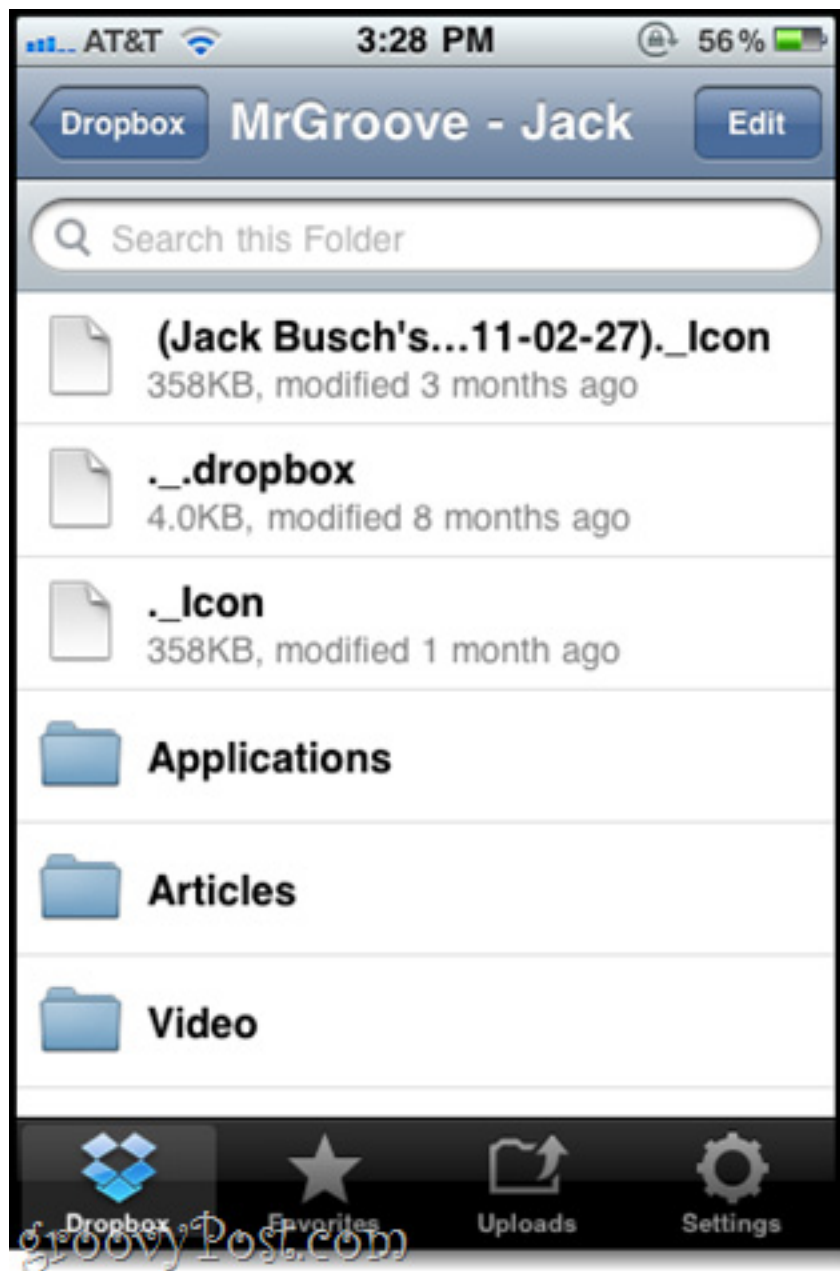 AT&T 3:28 PM 56%
Dropbox MrGroove - Jack Edit
Search this Folder
(Jack Busch's...11-02-27)._Icon
358KB, modified 3 months ago
._.dropbox
4.0KB, modified 8 months ago
._Icon
358KB, modified 1 month ago
Applications
Articles
Video
Dropbox Favorites Uploads Settings
groovyPost.com